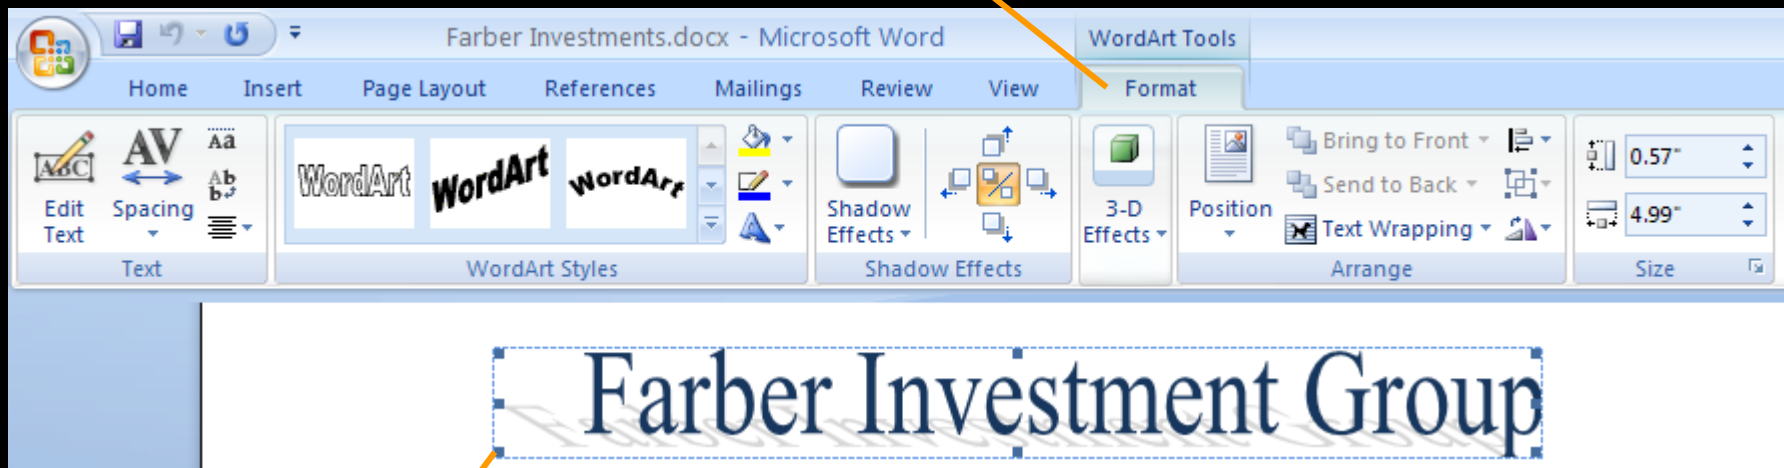 Farber Investments.docx - Microsoft Word
WordArt Tools
Home Insert Page Layout References Mailings Review View Format
ABC
Edit Text
AV
Spacing
Aa
Ab
b
WordArt WordArt WordArt
A
Shadow Effects
3-D Effects
Position
Bring to Front
Send to Back
Text Wrapping
0.57"
4.99"
Text WordArt Styles Shadow Effects Arrange Size
Farber Investment Group